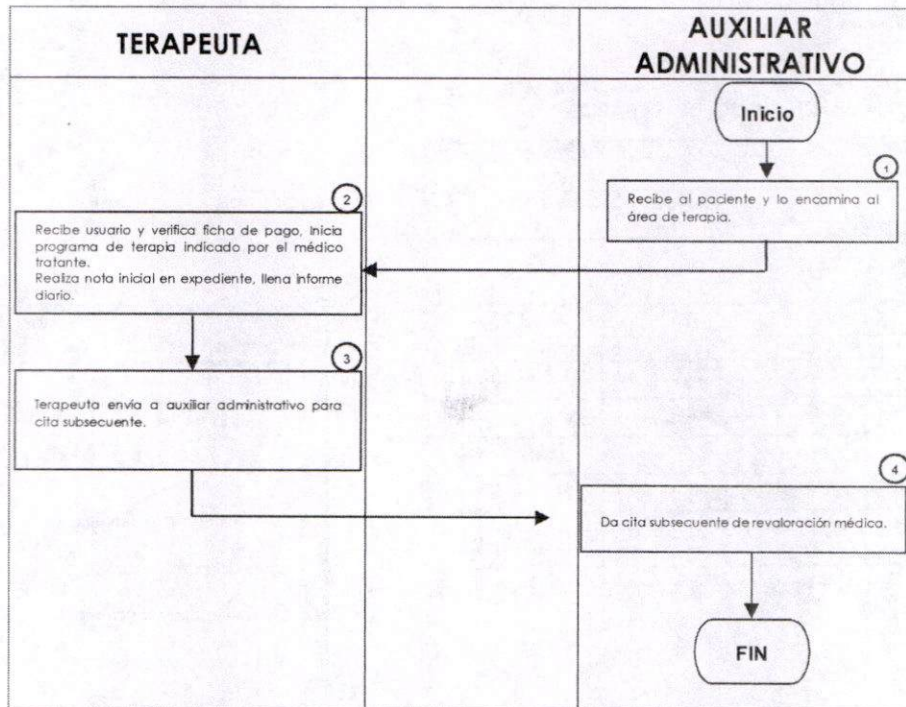 TERAPEUTA
AUXILIAR
ADMINISTRATIVO
Inicio
1
Recibe al paciente y lo encamina al
área de terapia.
2
Recibe usuario y verifica ficha de pago, Inicia
programa de terapia indicado por el médico
tratante.
Realiza nota inicial en expediente, llena informe
diario.
3
Terapeuta envía a auxiliar administrativo para
cita subsecuente.
4
Da cita subsecuente de revaloración médica.
FIN